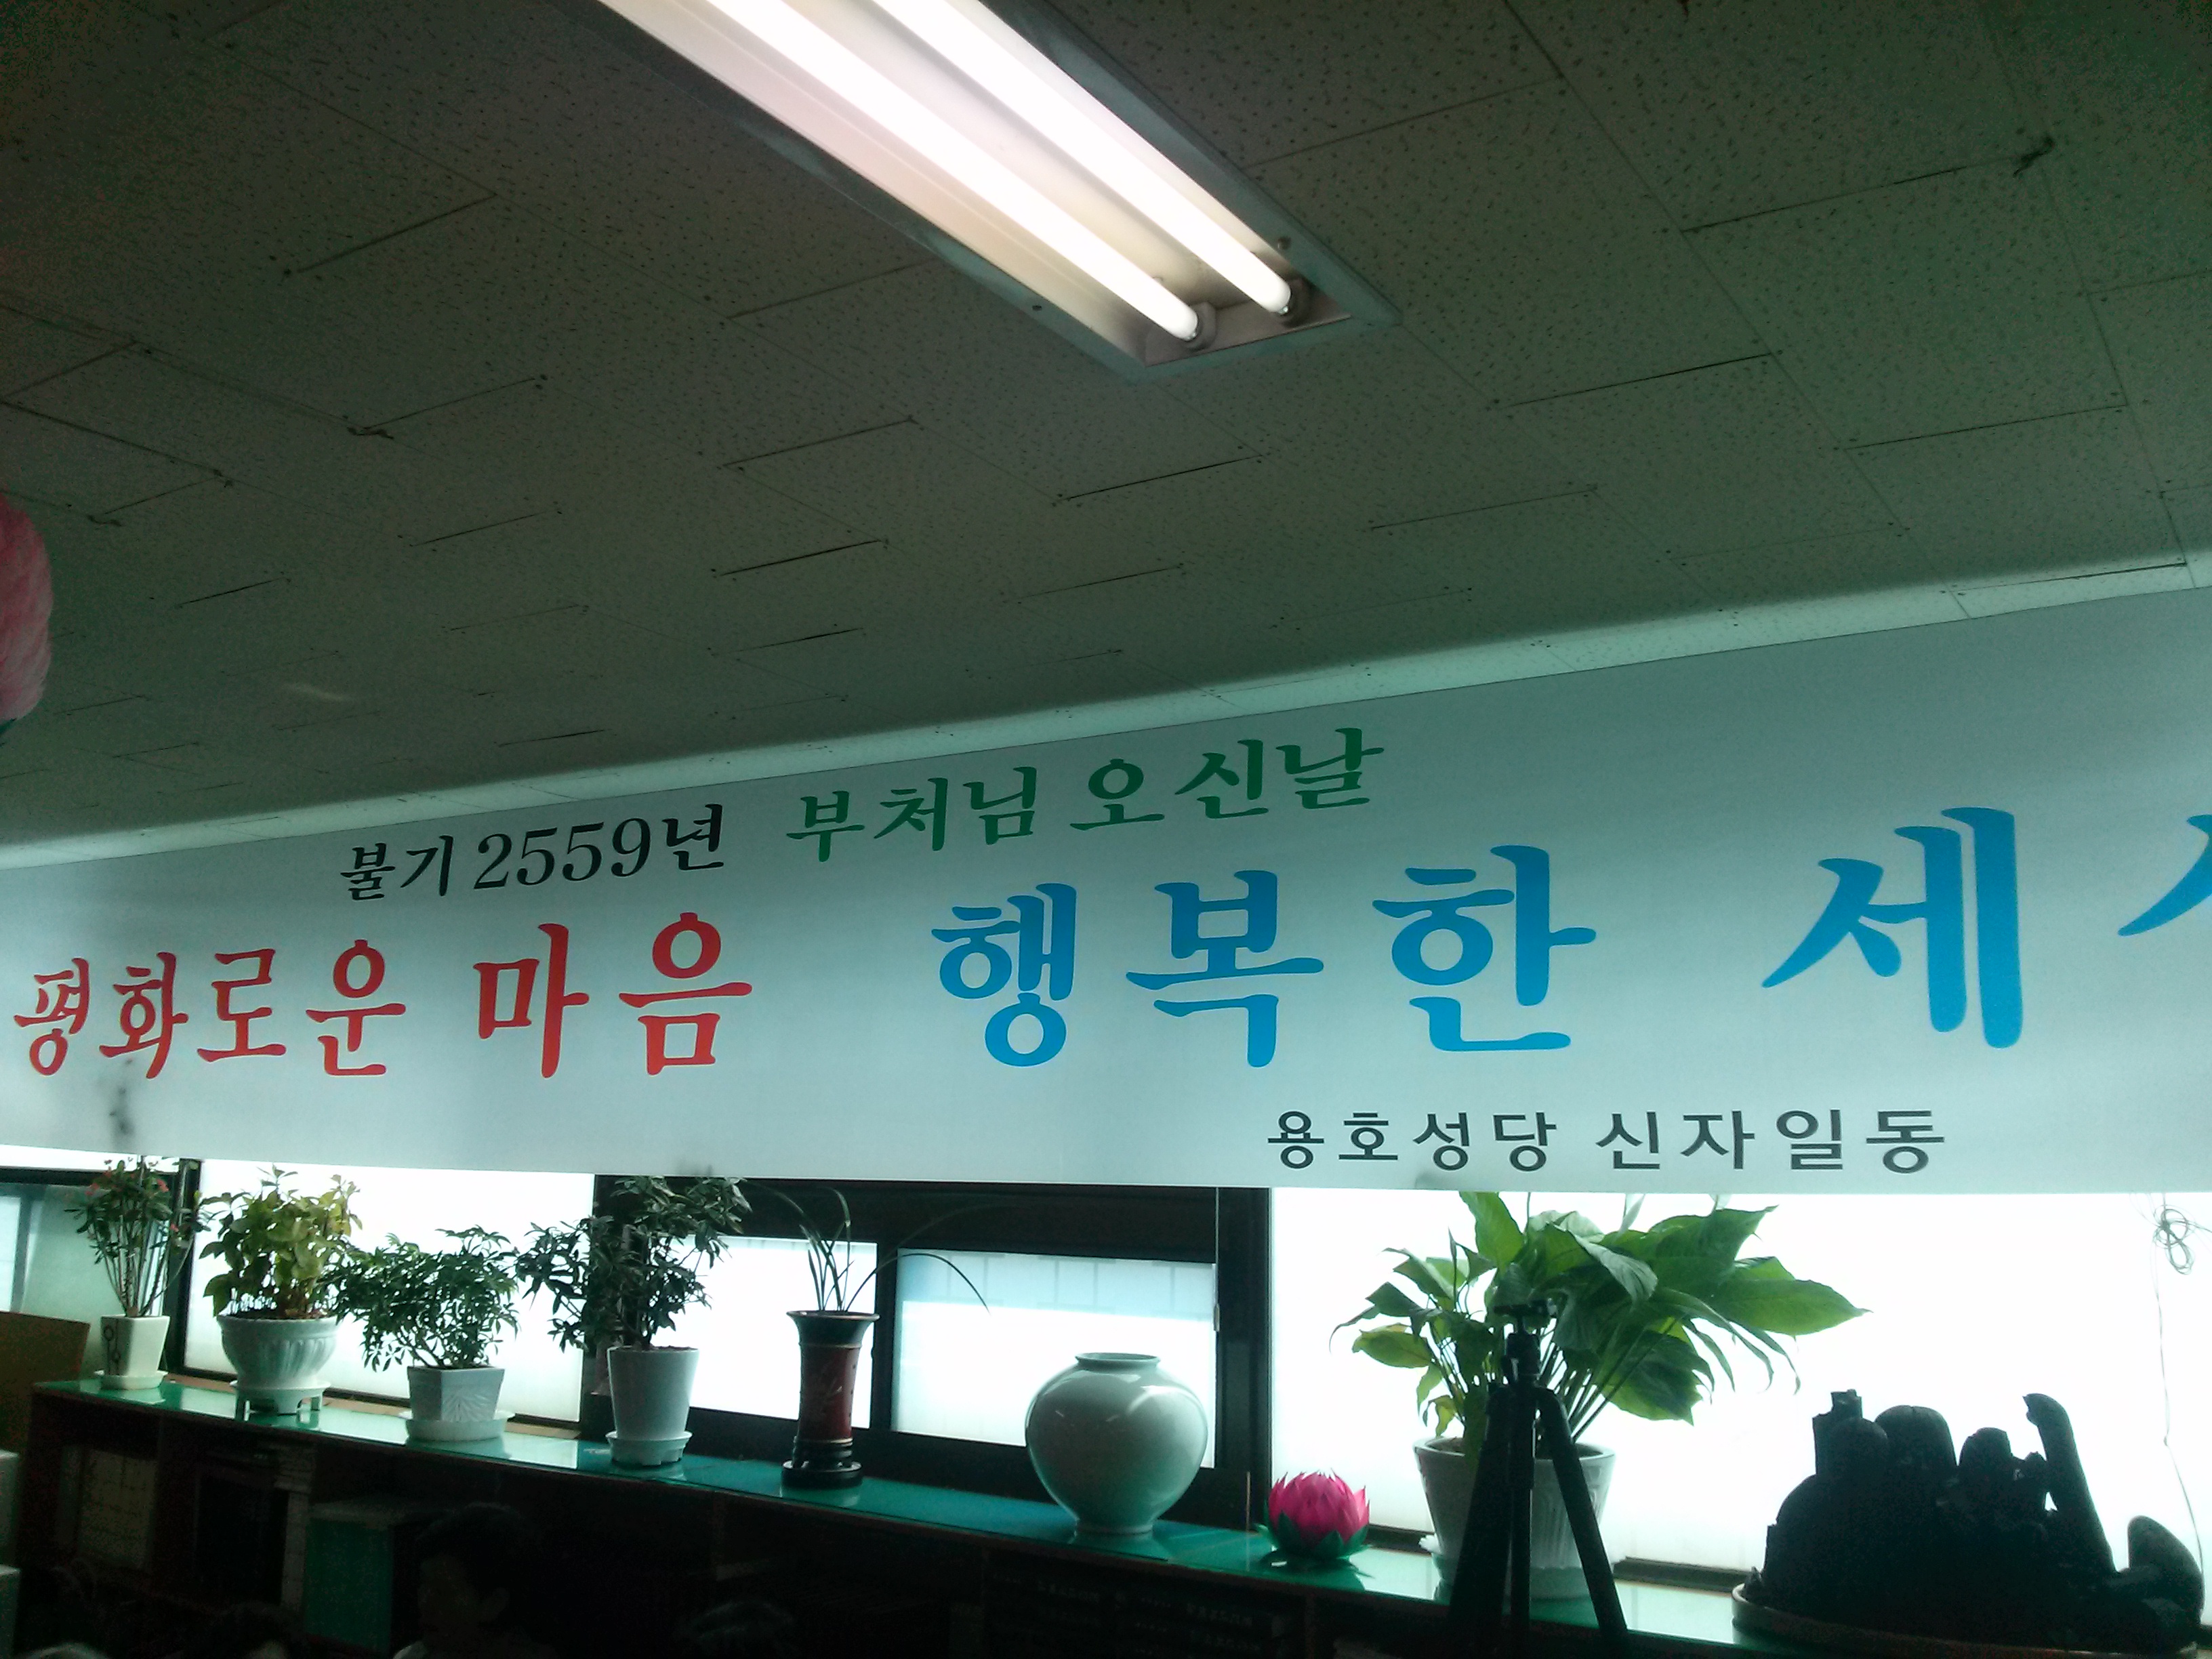 불기 2559년 부처님 오신날
평화로운 마음 행복한 세
용호성당 신자일동